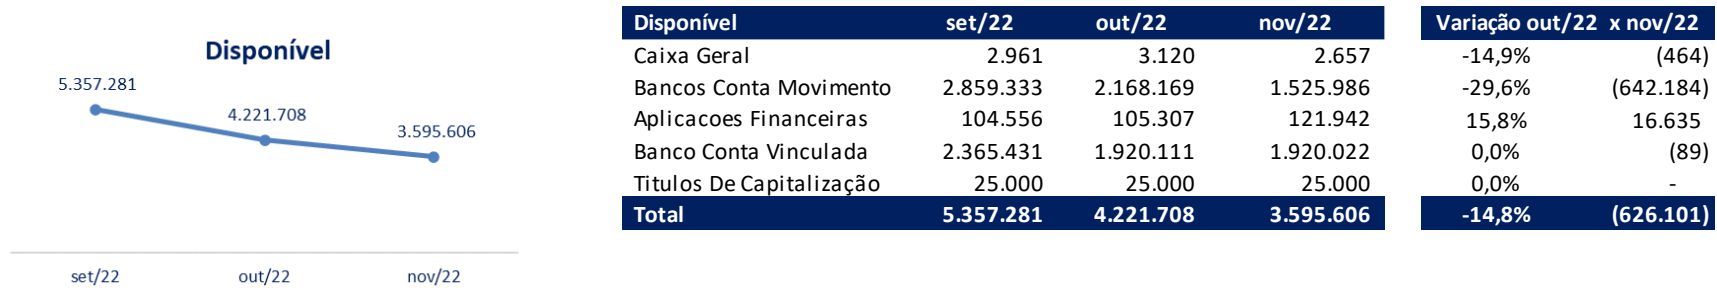 Disponível
5.357.281
4.221.708
3.595.606
set/22 out/22 nov/22
Disponível set/22 out/22 nov/22 Variação out/22 x nov/22
Caixa Geral 2.961 3.120 2.657 -14,9% (464)
Bancos Conta Movimento 2.859.333 2.168.169 1.525.986 -29,6% (642.184)
Aplicacoes Financeiras 104.556 105.307 121.942 15,8% 16.635
Banco Conta Vinculada 2.365.431 1.920.111 1.920.022 0,0% (89)
Titulos De Capitalização 25.000 25.000 25.000 0,0% -
Total 5.357.281 4.221.708 3.595.606 -14,8% (626.101)